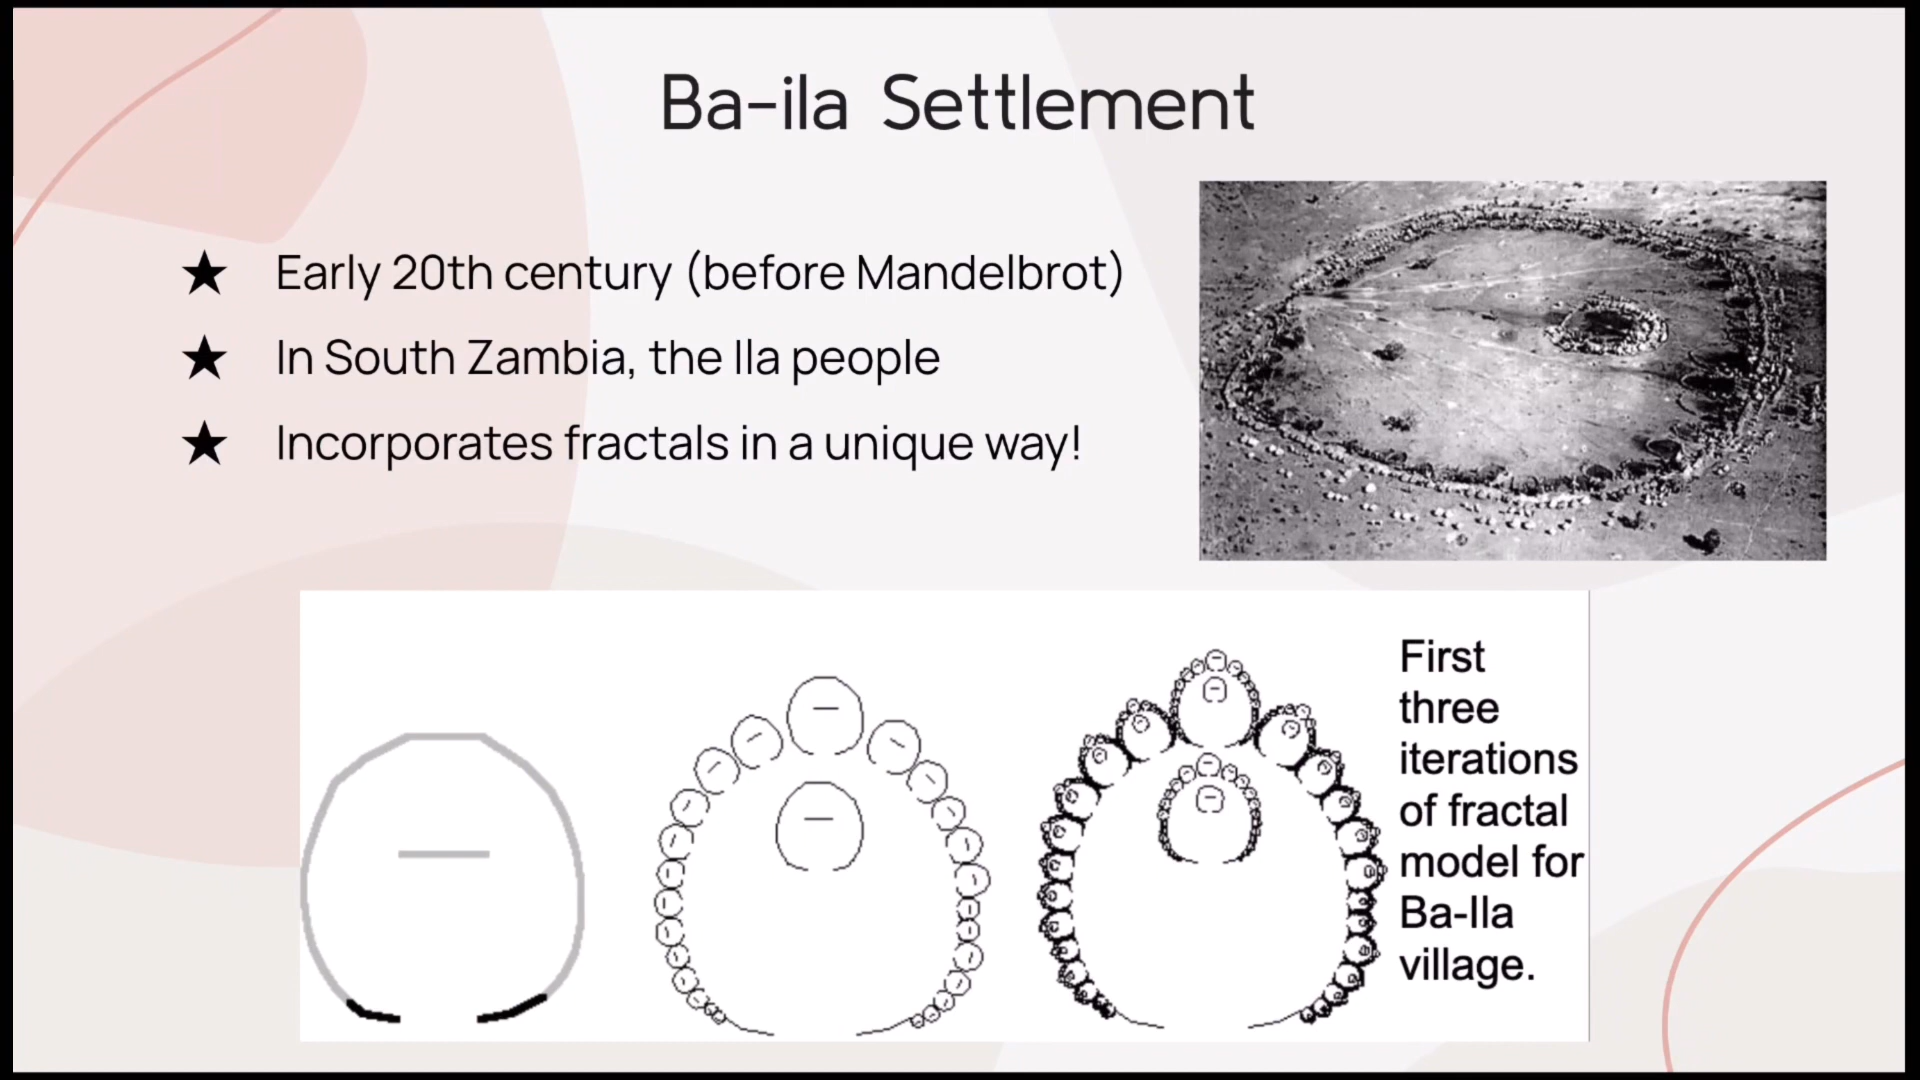 Ba-ila Settlement
★ Early 20th century (before Mandelbrot)
★ In South Zambia, the Ila people
★ Incorporates fractals in a unique way!
First
three
iterations
of fractal
model for
Ba-Ila
village.